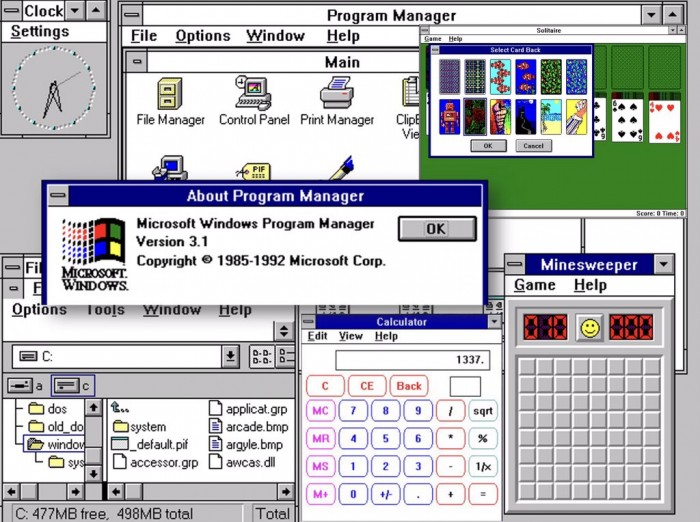 Clock
Settings
Program Manager
File Options Window Help
Main
File Manager
Control Panel
Print Manager
PIF
Solitaire
Game Help
Select Card Back
OK
Cancel
Score: 0 Time: 0
About Program Manager
Microsoft Windows Program Manager
Version 3.1
Copyright © 1985-1992 Microsoft Corp.
OK
MICROSOFT.
WINDOWS.
Options Tools Window Help
C:
a
c
dos
old_do
window
sys
system
_default.pif
accessor.grp
applicat.grp
arcade.bmp
argyle.bmp
awcas.dll
C: 477MB free, 498MB total
Total
Calculator
Edit View Help
1337.
C CE Back
MC 7 8 9 / sqrt
MR 4 5 6 * %
MS 1 2 3 - 1/x
M+ 0 +/- . + =
Minesweeper
Game Help
010
000